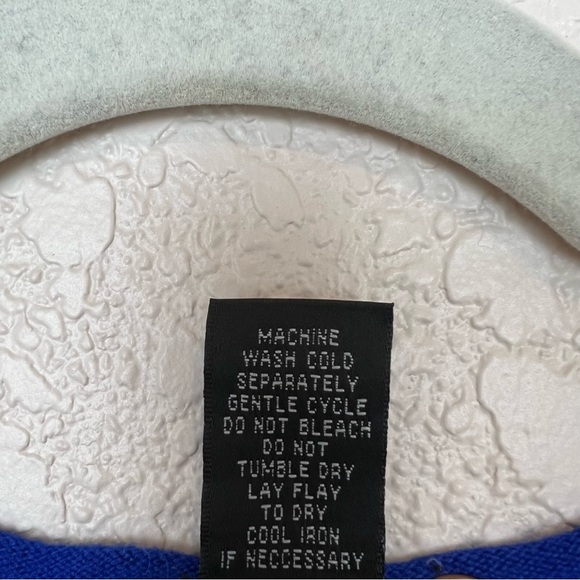 MACHINE
WASH COLD
SEPARATELY
GENTLE CYCLE
DO NOT BLEACH
DO NOT
TUMBLE DRY
LAY FLAY
TO DRY
COOL IRON
IF NECCESSARY